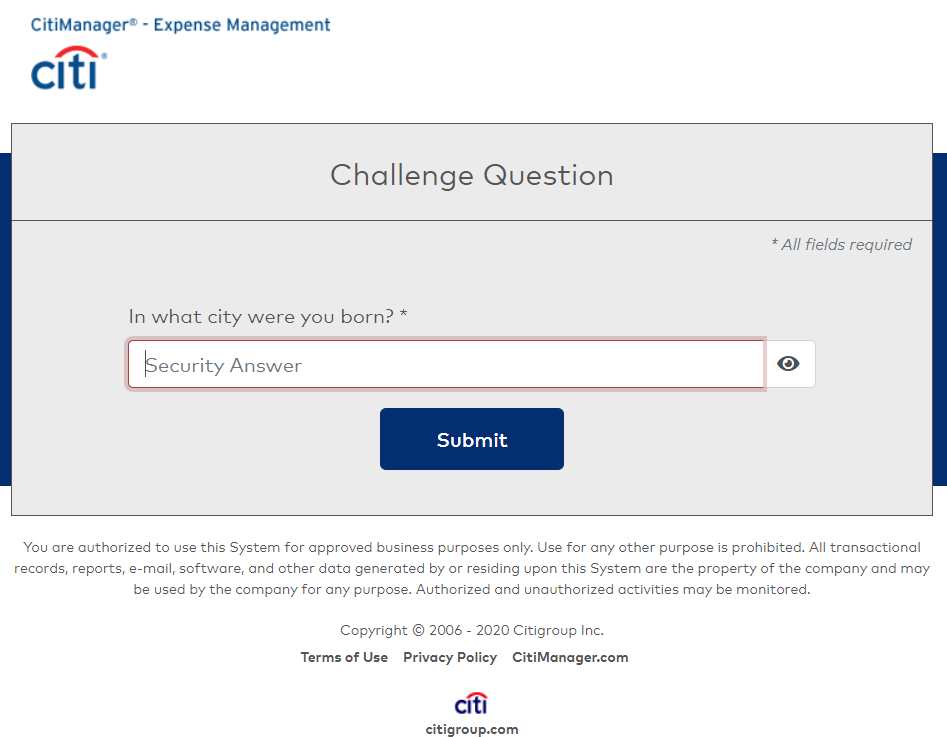 CitiManager® - Expense Management
citi®
Challenge Question
* All fields required
In what city were you born? *
Security Answer
Submit
You are authorized to use this System for approved business purposes only. Use for any other purpose is prohibited. All transactional
records, reports, e-mail, software, and other data generated by or residing upon this System are the property of the company and may
be used by the company for any purpose. Authorized and unauthorized activities may be monitored.
Copyright © 2006 - 2020 Citigroup Inc.
Terms of Use Privacy Policy CitiManager.com
citi
citigroup.com